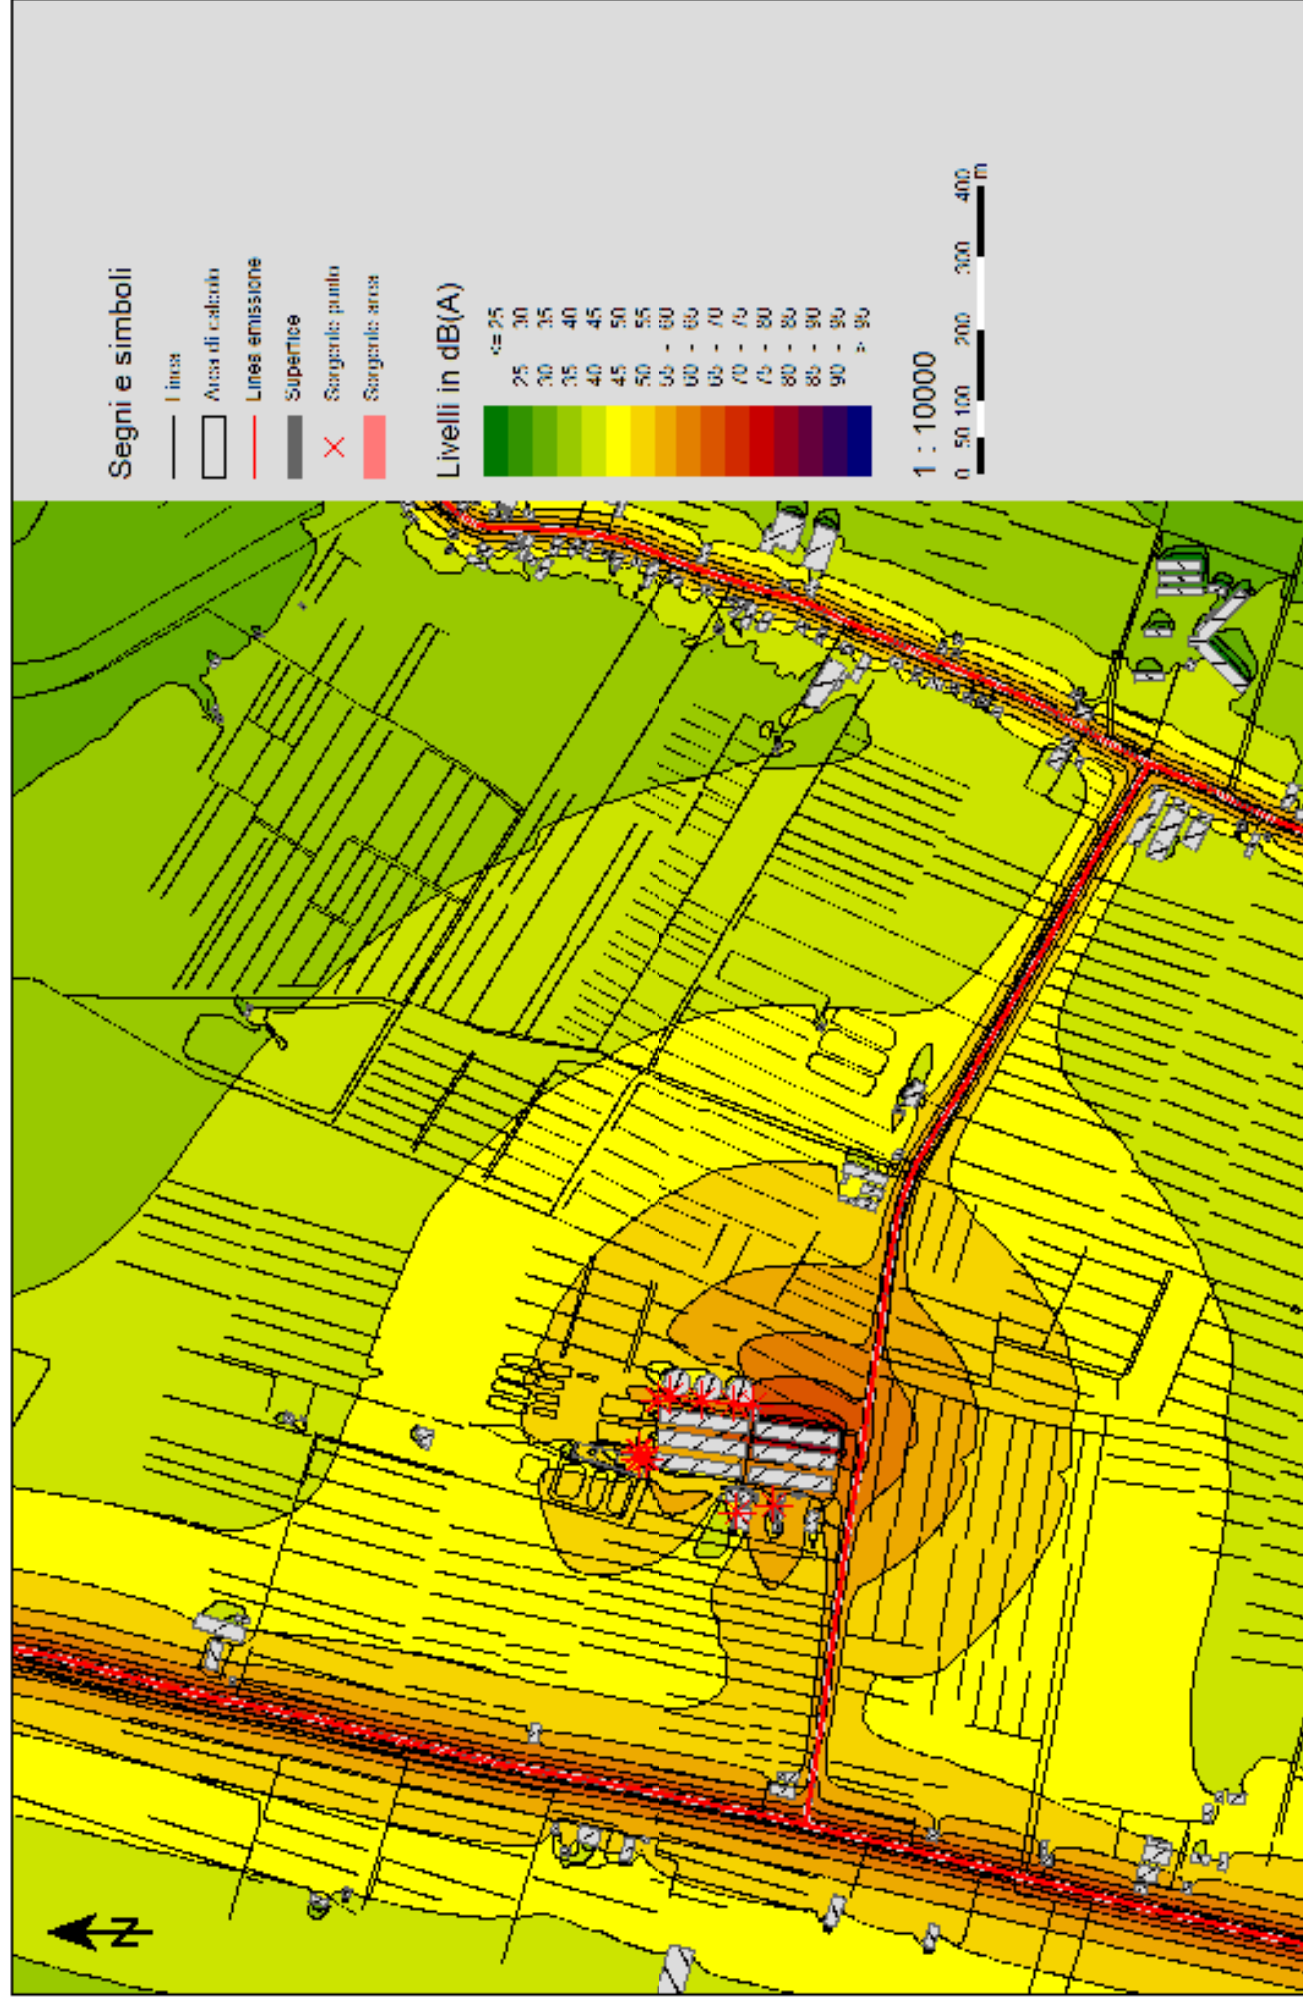 Segni e simboli
Linea
Area di calcolo
Linea emissione
Superfice
Sorgente punto
Sorgente area
Livelli in dB(A)
<= 25
25 30
30 35
35 40
40 45
45 50
50 55
55 - 60
60 - 65
65 - 70
70 - 75
75 - 80
80 - 85
85 - 90
90 - 95
> 95
1 : 10000
0 50 100 200 300 400
m
N